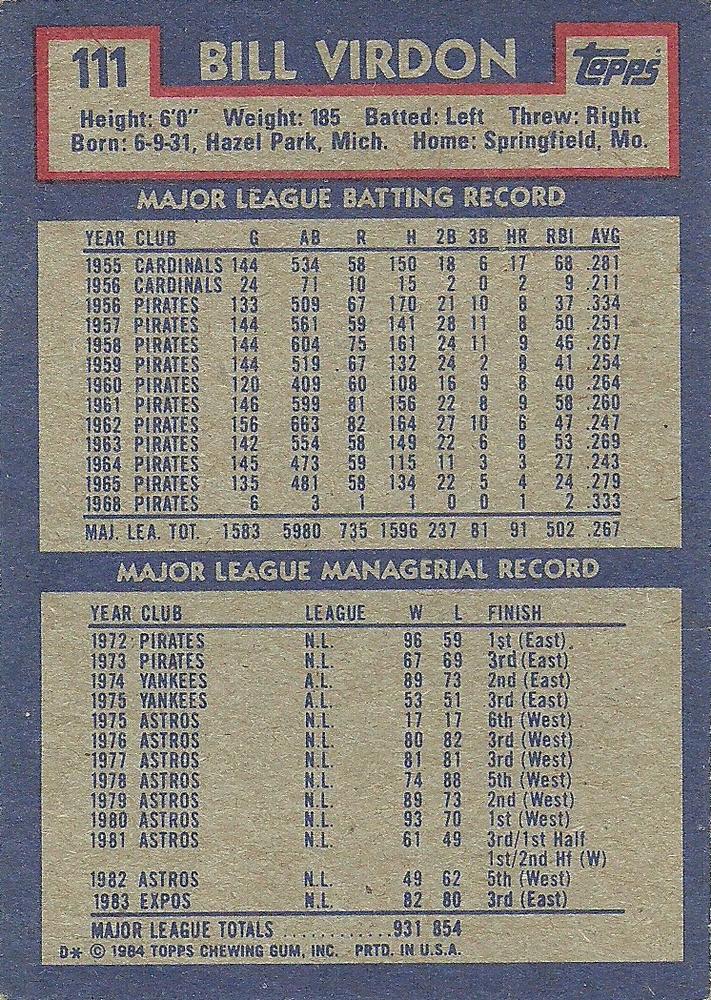 111 BILL VIRDON topps
Height: 6'0" Weight: 185 Batted: Left Threw: Right
Born: 6-9-31, Hazel Park, Mich. Home: Springfield, Mo.
MAJOR LEAGUE BATTING RECORD
YEAR CLUB G AB R H 2B 3B HR RBI AVG
1955 CARDINALS 144 534 58 150 18 6 17 68 .281
1956 CARDINALS 24 71 10 15 2 0 2 9 .211
1956 PIRATES 133 509 67 170 21 10 8 37 .334
1957 PIRATES 144 561 59 141 28 11 8 50 .251
1958 PIRATES 144 604 75 161 24 11 9 46 .267
1959 PIRATES 144 519 67 132 24 2 8 41 .254
1960 PIRATES 120 409 60 108 16 9 8 40 .264
1961 PIRATES 146 599 81 156 22 8 9 58 .260
1962 PIRATES 156 663 82 164 27 10 6 47 .247
1963 PIRATES 142 554 58 149 22 6 8 53 .269
1964 PIRATES 145 473 59 115 11 3 3 27 .243
1965 PIRATES 135 481 58 134 22 5 4 24 .279
1968 PIRATES 6 3 1 1 0 0 1 2 .333
MAJ. LEA. TOT. 1583 5980 735 1596 237 81 91 502 .267
MAJOR LEAGUE MANAGERIAL RECORD
YEAR CLUB LEAGUE W L FINISH
1972 PIRATES N.L. 96 59 1st (East)
1973 PIRATES N.L. 67 69 3rd (East)
1974 YANKEES A.L. 89 73 2nd (East)
1975 YANKEES A.L. 53 51 3rd (East)
1975 ASTROS N.L. 17 17 6th (West)
1976 ASTROS N.L. 80 82 3rd (West)
1977 ASTROS N.L. 81 81 3rd (West)
1978 ASTROS N.L. 74 88 5th (West)
1979 ASTROS N.L. 89 73 2nd (West)
1980 ASTROS N.L. 93 70 1st (West)
1981 ASTROS N.L. 61 49 3rd/1st Half
1st/2nd Hf (W)
1982 ASTROS N.L. 49 62 5th (West)
1983 EXPOS N.L. 82 80 3rd (East)
MAJOR LEAGUE TOTALS ............931 854
D* © 1984 TOPPS CHEWING GUM, INC. PRTD. IN U.S.A.